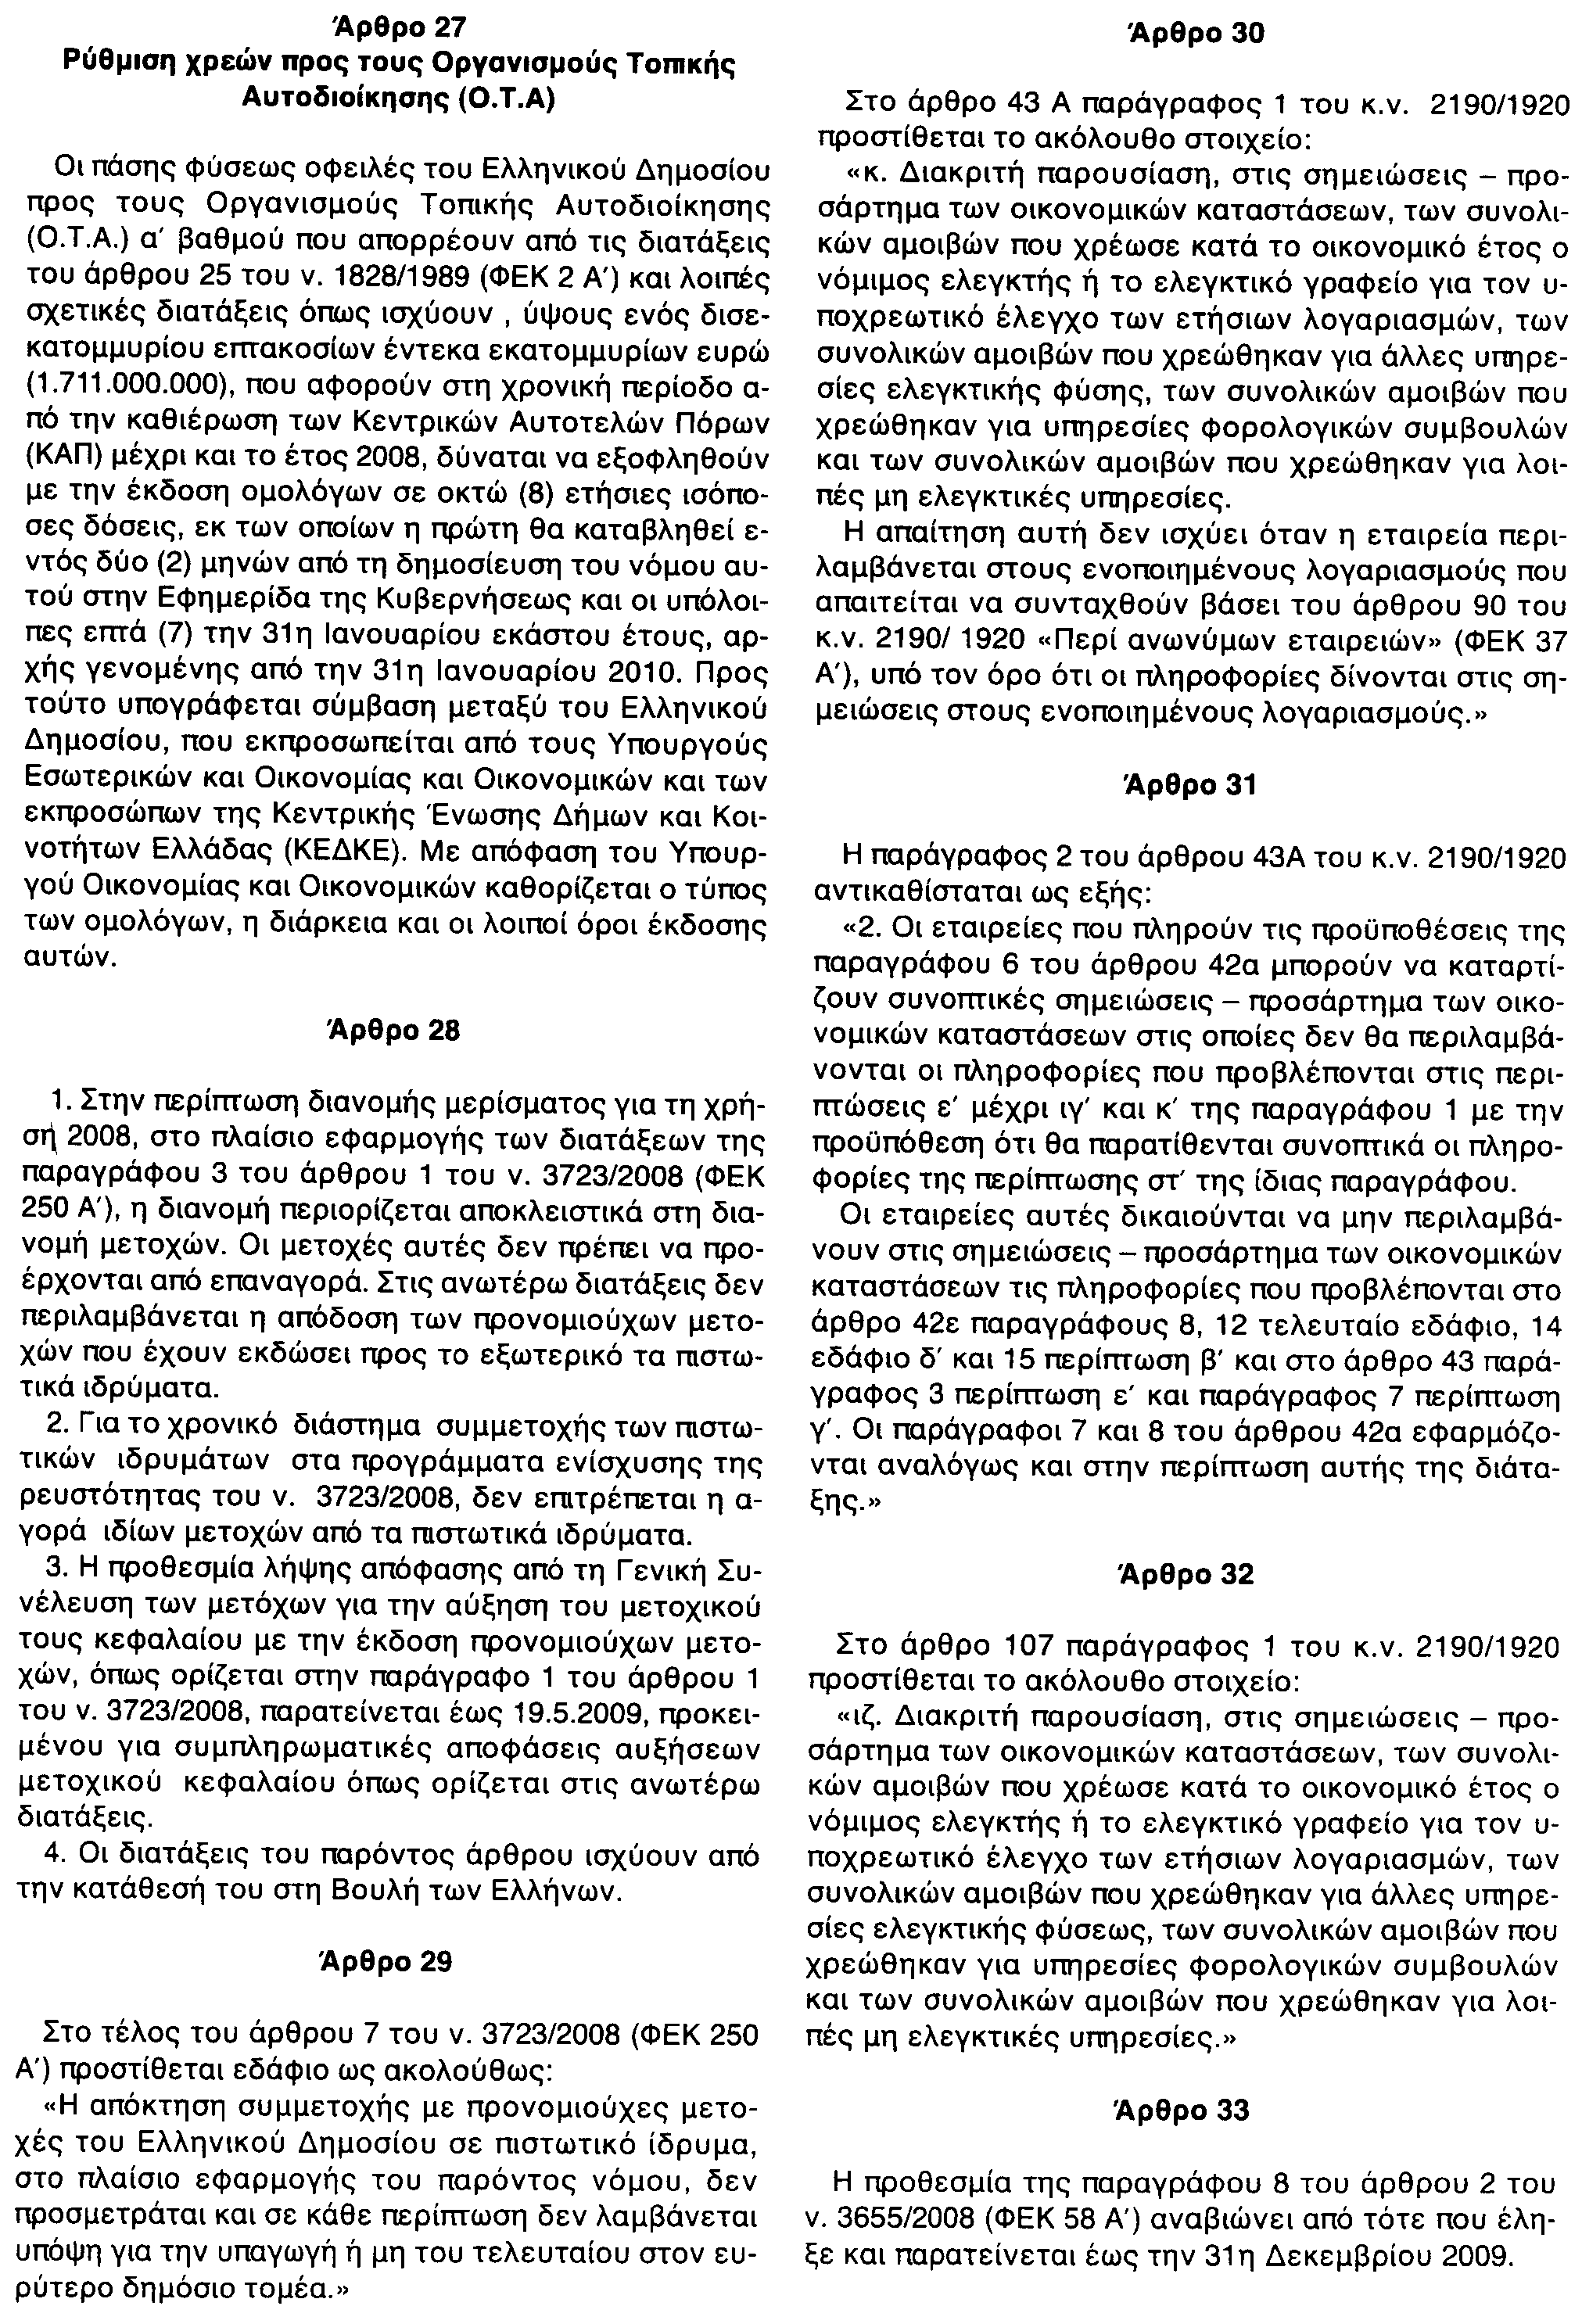 Άρθρο 27
Ρύθμιση χρεών προς τους Οργανισμούς Τοπικής
Αυτοδιοίκησης (Ο.Τ.Α)
Οι πάσης φύσεως οφειλές του Ελληνικού Δημοσίου
προς τους Οργανισμούς Τοπικής Αυτοδιοίκησης
(Ο.Τ.Α.) α' βαθμού που απορρέουν από τις διατάξεις
του άρθρου 25 του ν. 1828/1989 (ΦΕΚ 2 Α') και λοιπές
σχετικές διατάξεις όπως ισχύουν , ύψους ενός δισε-
κατομμυρίου επτακοσίων έντεκα εκατομμυρίων ευρώ
(1.711.000.000), που αφορούν στη χρονική περίοδο α-
πό την καθιέρωση των Κεντρικών Αυτοτελών Πόρων
(ΚΑΠ) μέχρι και το έτος 2008, δύναται να εξοφληθούν
με την έκδοση ομολόγων σε οκτώ (8) ετήσιες ισόπο-
σες δόσεις, εκ των οποίων η πρώτη θα καταβληθεί ε-
ντός δύο (2) μηνών από τη δημοσίευση του νόμου αυ-
τού στην Εφημερίδα της Κυβερνήσεως και οι υπόλοι-
πες επτά (7) την 31η Ιανουαρίου εκάστου έτους, αρ-
χής γενομένης από την 31η Ιανουαρίου 2010. Προς
τούτο υπογράφεται σύμβαση μεταξύ του Ελληνικού
Δημοσίου, που εκπροσωπείται από τους Υπουργούς
Εσωτερικών και Οικονομίας και Οικονομικών και των
εκπροσώπων της Κεντρικής Ένωσης Δήμων και Κοι-
νοτήτων Ελλάδας (ΚΕΔΚΕ). Με απόφαση του Υπουρ-
γού Οικονομίας και Οικονομικών καθορίζεται ο τύπος
των ομολόγων, η διάρκεια και οι λοιποί όροι έκδοσης
αυτών.
Άρθρο 28
1. Στην περίπτωση διανομής μερίσματος για τη χρή-
ση 2008, στο πλαίσιο εφαρμογής των διατάξεων της
παραγράφου 3 του άρθρου 1 του ν. 3723/2008 (ΦΕΚ
250 Α'), η διανομή περιορίζεται αποκλειστικά στη δια-
νομή μετοχών. Οι μετοχές αυτές δεν πρέπει να προ-
έρχονται από επαναγορά. Στις ανωτέρω διατάξεις δεν
περιλαμβάνεται η απόδοση των προνομιούχων μετο-
χών που έχουν εκδώσει προς το εξωτερικό τα πιστω-
τικά ιδρύματα.
2. Για το χρονικό διάστημα συμμετοχής των πιστω-
τικών ιδρυμάτων στα προγράμματα ενίσχυσης της
ρευστότητας του ν. 3723/2008, δεν επιτρέπεται η α-
γορά ιδίων μετοχών από τα πιστωτικά ιδρύματα.
3. Η προθεσμία λήψης απόφασης από τη Γενική Συ-
νέλευση των μετόχων για την αύξηση του μετοχικού
τους κεφαλαίου με την έκδοση προνομιούχων μετο-
χών, όπως ορίζεται στην παράγραφο 1 του άρθρου 1
του ν. 3723/2008, παρατείνεται έως 19.5.2009, προκει-
μένου για συμπληρωματικές αποφάσεις αυξήσεων
μετοχικού κεφαλαίου όπως ορίζεται στις ανωτέρω
διατάξεις.
4. Οι διατάξεις του παρόντος άρθρου ισχύουν από
την κατάθεσή του στη Βουλή των Ελλήνων.
Άρθρο 29
Στο τέλος του άρθρου 7 του ν. 3723/2008 (ΦΕΚ 250
Α') προστίθεται εδάφιο ως ακολούθως:
«Η απόκτηση συμμετοχής με προνομιούχες μετο-
χές του Ελληνικού Δημοσίου σε πιστωτικό ίδρυμα,
στο πλαίσιο εφαρμογής του παρόντος νόμου, δεν
προσμετράται και σε κάθε περίπτωση δεν λαμβάνεται
υπόψη για την υπαγωγή ή μη του τελευταίου στον ευ-
ρύτερο δημόσιο τομέα.»
Άρθρο 30
Στο άρθρο 43 Α παράγραφος 1 του κ.ν. 2190/1920
προστίθεται το ακόλουθο στοιχείο:
«κ. Διακριτή παρουσίαση, στις σημειώσεις – προ-
σάρτημα των οικονομικών καταστάσεων, των συνολι-
κών αμοιβών που χρέωσε κατά το οικονομικό έτος ο
νόμιμος ελεγκτής ή το ελεγκτικό γραφείο για τον υ-
ποχρεωτικό έλεγχο των ετήσιων λογαριασμών, των
συνολικών αμοιβών που χρεώθηκαν για άλλες υπηρε-
σίες ελεγκτικής φύσης, των συνολικών αμοιβών που
χρεώθηκαν για υπηρεσίες φορολογικών συμβουλών
και των συνολικών αμοιβών που χρεώθηκαν για λοι-
πές μη ελεγκτικές υπηρεσίες.
Η απαίτηση αυτή δεν ισχύει όταν η εταιρεία περι-
λαμβάνεται στους ενοποιημένους λογαριασμούς που
απαιτείται να συνταχθούν βάσει του άρθρου 90 του
κ.ν. 2190/ 1920 «Περί ανωνύμων εταιρειών» (ΦΕΚ 37
Α'), υπό τον όρο ότι οι πληροφορίες δίνονται στις ση-
μειώσεις στους ενοποιημένους λογαριασμούς.»
Άρθρο 31
Η παράγραφος 2 του άρθρου 43Α του κ.ν. 2190/1920
αντικαθίσταται ως εξής:
«2. Οι εταιρείες που πληρούν τις προϋποθέσεις της
παραγράφου 6 του άρθρου 42α μπορούν να καταρτί-
ζουν συνοπτικές σημειώσεις – προσάρτημα των οικο-
νομικών καταστάσεων στις οποίες δεν θα περιλαμβά-
νονται οι πληροφορίες που προβλέπονται στις περι-
πτώσεις ε' μέχρι ιγ' και κ' της παραγράφου 1 με την
προϋπόθεση ότι θα παρατίθενται συνοπτικά οι πληρο-
φορίες της περίπτωσης στ' της ίδιας παραγράφου.
Οι εταιρείες αυτές δικαιούνται να μην περιλαμβά-
νουν στις σημειώσεις – προσάρτημα των οικονομικών
καταστάσεων τις πληροφορίες που προβλέπονται στο
άρθρο 42ε παραγράφους 8, 12 τελευταίο εδάφιο, 14
εδάφιο δ' και 15 περίπτωση β' και στο άρθρο 43 παρά-
γραφος 3 περίπτωση ε' και παράγραφος 7 περίπτωση
γ'. Οι παράγραφοι 7 και 8 του άρθρου 42α εφαρμόζο-
νται αναλόγως και στην περίπτωση αυτής της διάτα-
ξης.»
Άρθρο 32
Στο άρθρο 107 παράγραφος 1 του κ.ν. 2190/1920
προστίθεται το ακόλουθο στοιχείο:
«ιζ. Διακριτή παρουσίαση, στις σημειώσεις – προ-
σάρτημα των οικονομικών καταστάσεων, των συνολι-
κών αμοιβών που χρέωσε κατά το οικονομικό έτος ο
νόμιμος ελεγκτής ή το ελεγκτικό γραφείο για τον υ-
ποχρεωτικό έλεγχο των ετήσιων λογαριασμών, των
συνολικών αμοιβών που χρεώθηκαν για άλλες υπηρε-
σίες ελεγκτικής φύσεως, των συνολικών αμοιβών που
χρεώθηκαν για υπηρεσίες φορολογικών συμβουλών
και των συνολικών αμοιβών που χρεώθηκαν για λοι-
πές μη ελεγκτικές υπηρεσίες.»
Άρθρο 33
Η προθεσμία της παραγράφου 8 του άρθρου 2 του
ν. 3655/2008 (ΦΕΚ 58 Α') αναβιώνει από τότε που έλη-
ξε και παρατείνεται έως την 31η Δεκεμβρίου 2009.